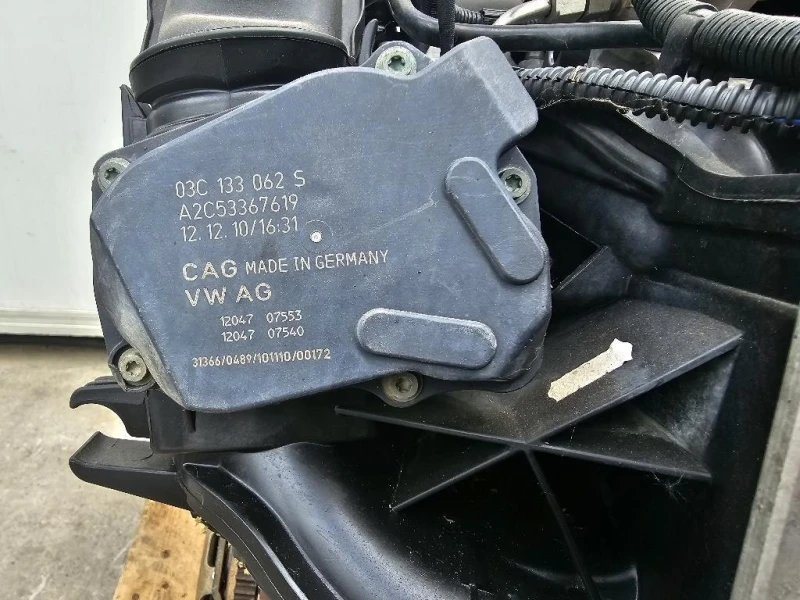 03C 133 062 S
A2C53367619
12.12.10/16:31
CAG MADE IN GERMANY
VW AG
12047 07553
12047 07540
31366/0489/101110/00172